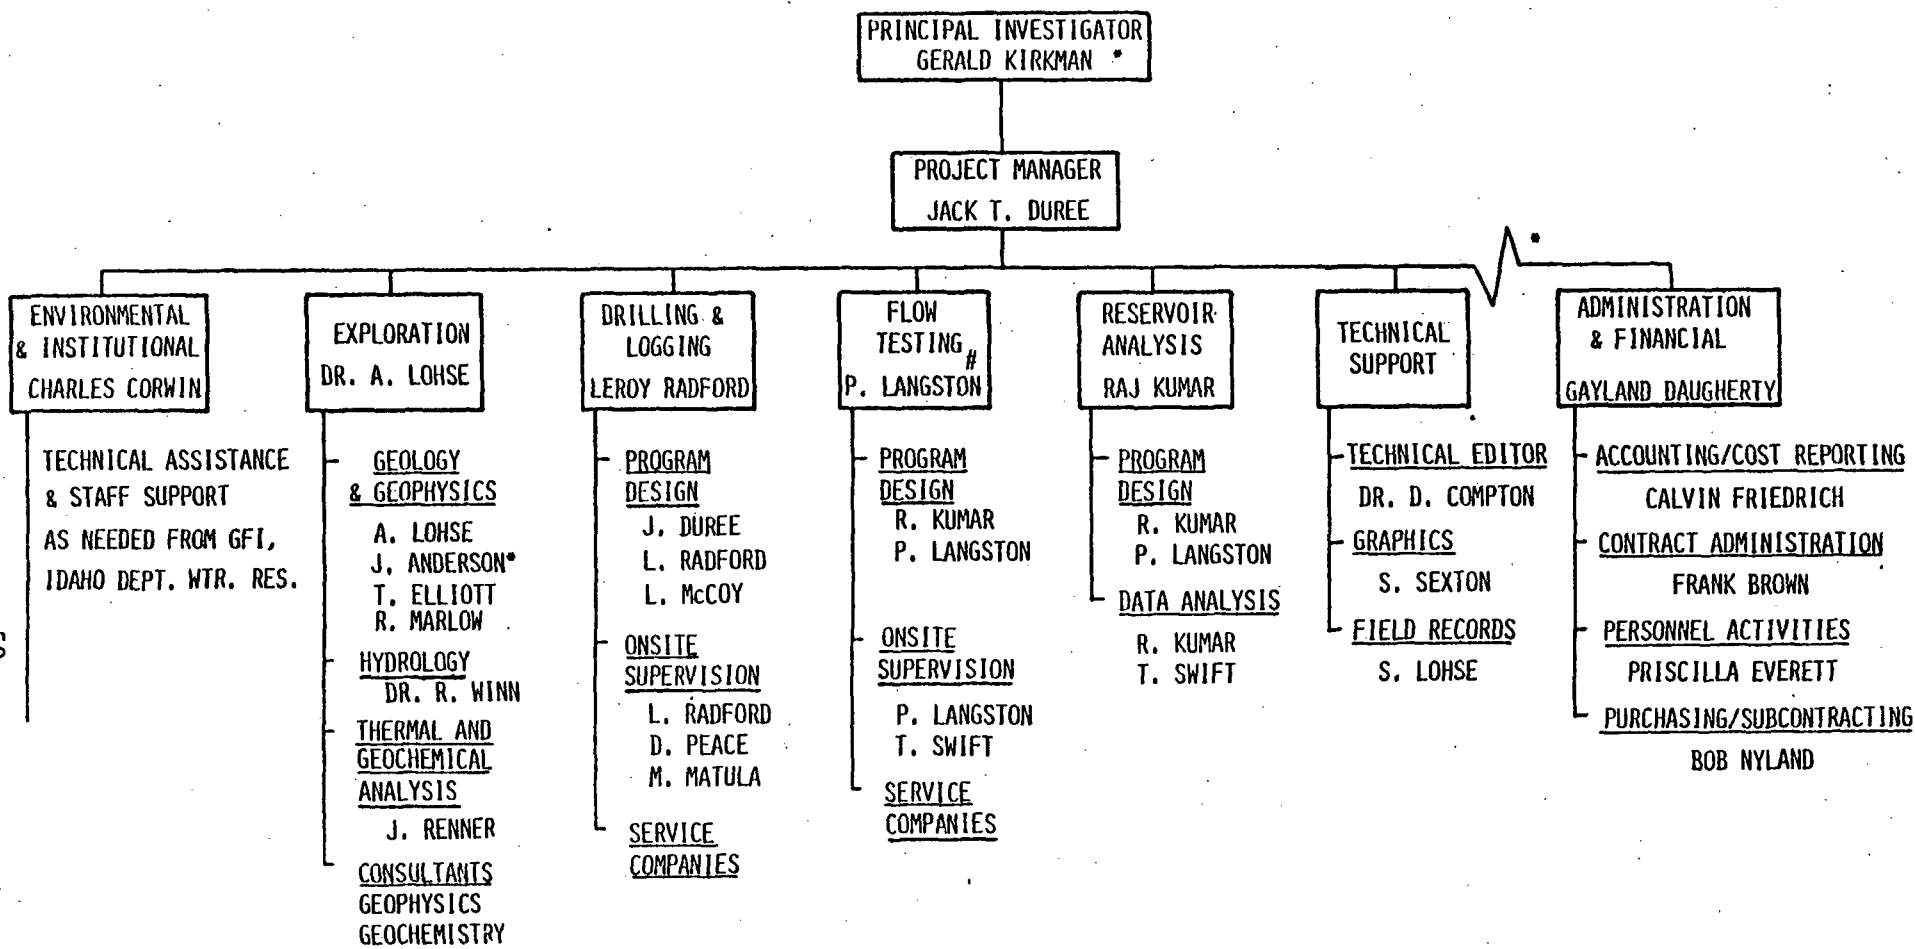 PRINCIPAL INVESTIGATOR
GERALD KIRKMAN *
PROJECT MANAGER
JACK T. DUREE
*
ENVIRONMENTAL
& INSTITUTIONAL
CHARLES CORWIN
TECHNICAL ASSISTANCE
& STAFF SUPPORT
AS NEEDED FROM GFI,
IDAHO DEPT. WTR. RES.
EXPLORATION
DR. A. LOHSE
GEOLOGY
& GEOPHYSICS
A. LOHSE
J. ANDERSON*
T. ELLIOTT
R. MARLOW
HYDROLOGY
DR. R. WINN
THERMAL AND
GEOCHEMICAL
ANALYSIS
J. RENNER
CONSULTANTS
GEOPHYSICS
GEOCHEMISTRY
DRILLING &
LOGGING
LEROY RADFORD
PROGRAM
DESIGN
J. DUREE
L. RADFORD
L. McCOY
ONSITE
SUPERVISION
L. RADFORD
D. PEACE
M. MATULA
SERVICE
COMPANIES
FLOW
TESTING #
P. LANGSTON
PROGRAM
DESIGN
R. KUMAR
P. LANGSTON
ONSITE
SUPERVISION
P. LANGSTON
T. SWIFT
SERVICE
COMPANIES
RESERVOIR
ANALYSIS
RAJ KUMAR
PROGRAM
DESIGN
R. KUMAR
P. LANGSTON
DATA ANALYSIS
R. KUMAR
T. SWIFT
TECHNICAL
SUPPORT
TECHNICAL EDITOR
DR. D. COMPTON
GRAPHICS
S. SEXTON
FIELD RECORDS
S. LOHSE
ADMINISTRATION
& FINANCIAL
GAYLAND DAUGHERTY
ACCOUNTING/COST REPORTING
CALVIN FRIEDRICH
CONTRACT ADMINISTRATION
FRANK BROWN
PERSONNEL ACTIVITIES
PRISCILLA EVERETT
PURCHASING/SUBCONTRACTING
BOB NYLAND